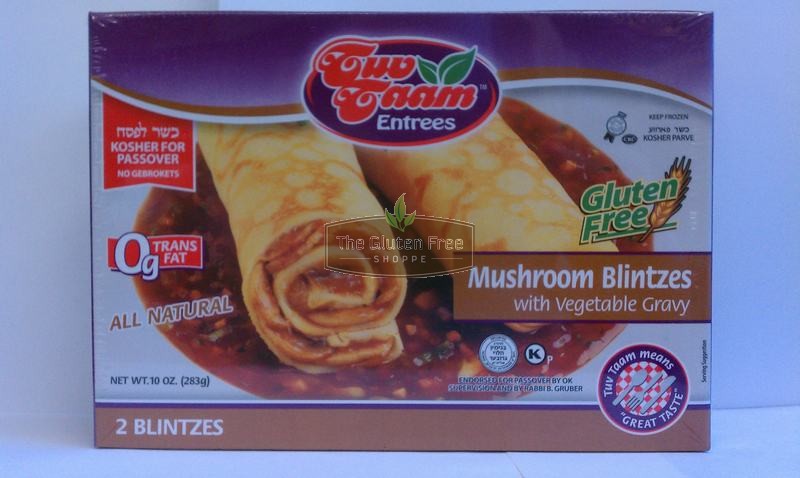 Tuv
Taam™
Entrees
כשר לפסח
KOSHER FOR
PASSOVER
NO GEBROKETS
KEEP FROZEN
כשר פארווע
KOSHER PARVE
Gluten
Free
0g TRANS
FAT
The Gluten Free
SHOPPE
ALL NATURAL
Mushroom Blintzes
with Vegetable Gravy
K P
NET WT. 10 OZ. (283g)
ENDORSED FOR PASSOVER BY OK
SUPERVISION AND BY RABBI B. GRUBER
Serving Suggestion
Tuv Taam means
"GREAT TASTE"
2 BLINTZES